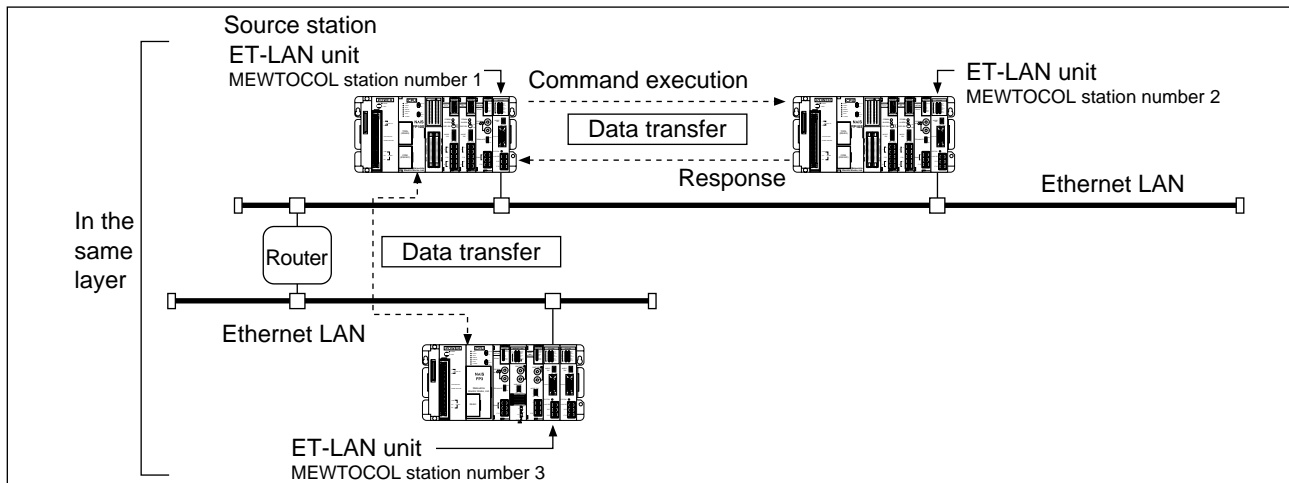 Source station
ET-LAN unit
MEWTOCOL station number 1
Command execution
ET-LAN unit
MEWTOCOL station number 2
Data transfer
Response
Ethernet LAN
In the
same
layer
Router
Data transfer
Ethernet LAN
ET-LAN unit
MEWTOCOL station number 3